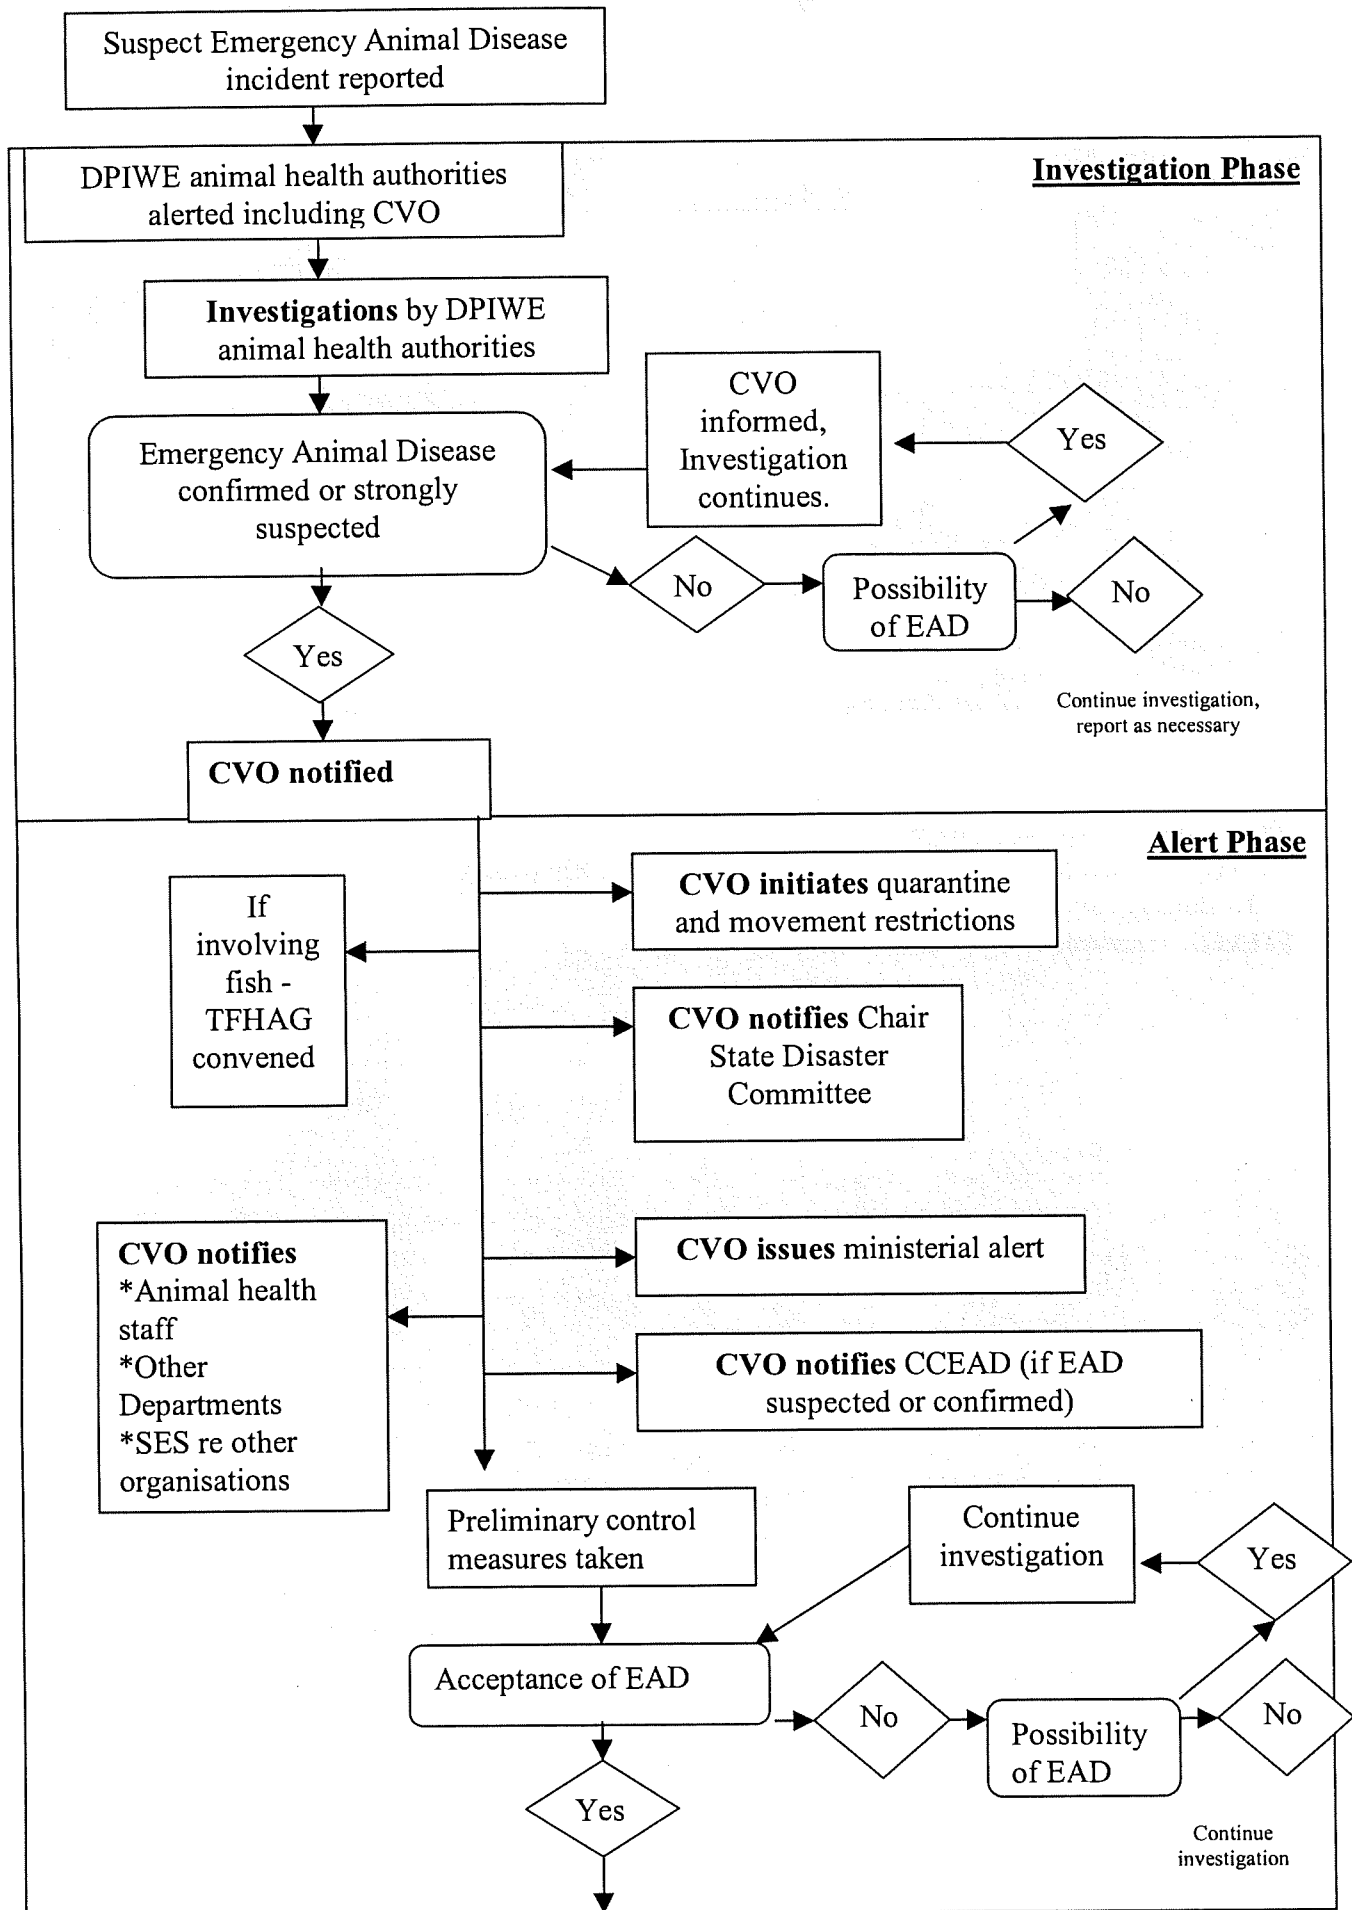 Suspect Emergency Animal Disease
incident reported
Investigation Phase
DPIWE animal health authorities
alerted including CVO
Investigations by DPIWE
animal health authorities
CVO
informed,
Investigation
continues.
Yes
Emergency Animal Disease
confirmed or strongly
suspected
No
Possibility
of EAD
No
Yes
Continue investigation,
report as necessary
CVO notified
Alert Phase
CVO initiates quarantine
and movement restrictions
If
involving
fish -
TFHAG
convened
CVO notifies Chair
State Disaster
Committee
CVO issues ministerial alert
CVO notifies
*Animal health
staff
*Other
Departments
*SES re other
organisations
CVO notifies CCEAD (if EAD
suspected or confirmed)
Preliminary control
measures taken
Continue
investigation
Yes
Acceptance of EAD
No
Possibility
of EAD
No
Yes
Continue
investigation